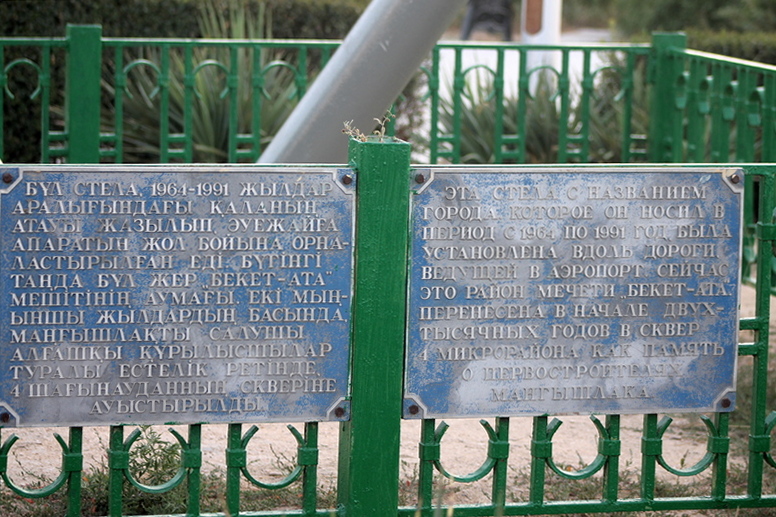 БҰЛ СТЕЛА, 1964-1991 ЖЫЛДАР
АРАЛЫҒЫНДАҒЫ ҚАЛАНЫҢ
АТАУЫ ЖАЗЫЛЫП ӘУЕЖАЙҒА
АПАРАТЫН ЖОЛ БОЙЫНА ОРНА-
ЛАСТЫРЫЛҒАН ЕДІ. БҮГІНГІ
ТАҢДА БҰЛ ЖЕР „БЕКЕТ-АТА"
МЕШІТІНІҢ АУМАҒЫ. ЕКІ МЫҢ-
ЫНШЫ ЖЫЛДАРДЫҢ БАСЫНДА,
МАҢҒЫШЛАҚТЫ САЛУШЫ
АЛҒАШҚЫ ҚҰРЫЛЫСШЫЛАР
ТУРАЛЫ ЕСТЕЛІК РЕТІНДЕ,
4 ШАҒЫНАУДАННЫҢ СКВЕРІНЕ
АУЫСТЫРЫЛДЫ.
ЭТА СТЕЛА С НАЗВАНИЕМ
ГОРОДА, КОТОРОЕ ОН НОСИЛ В
ПЕРИОД С 1964 ПО 1991 ГОД, БЫЛА
УСТАНОВЛЕНА ВДОЛЬ ДОРОГИ
ВЕДУЩЕЙ В АЭРОПОРТ. СЕЙЧАС
ЭТО РАЙОН МЕЧЕТИ „БЕКЕТ-АТА"
ПЕРЕНЕСЕНА В НАЧАЛЕ ДВУХ-
ТЫСЯЧНЫХ ГОДОВ В СКВЕР
4 МИКРОРАЙОНА КАК ПАМЯТЬ
О ПЕРВОСТРОИТЕЛЯХ
МАНГЫШЛАКА.